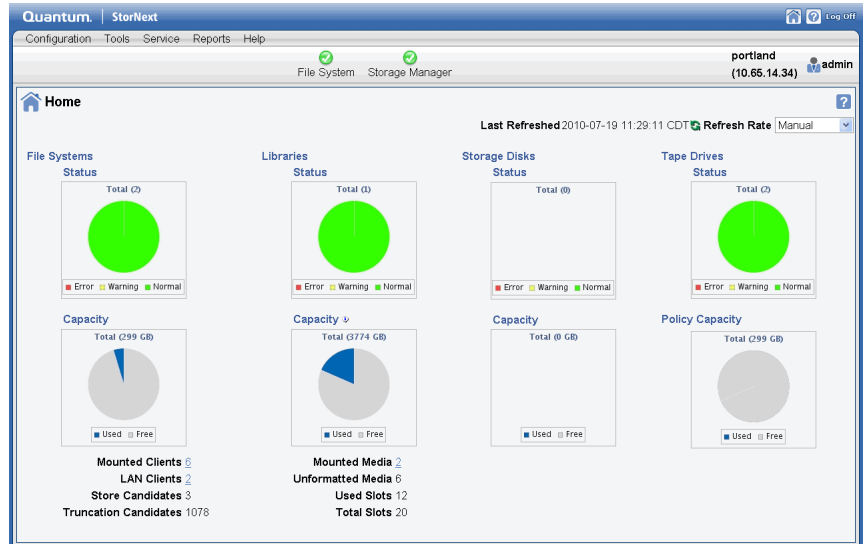 Quantum. StorNext Log Off
Configuration Tools Service Reports Help
File System Storage Manager
portland
(10.65.14.34)
admin
Home
Last Refreshed 2010-07-19 11:29:11 CDT Refresh Rate Manual
File Systems Libraries Storage Disks Tape Drives
Status Status Status Status
Total (2) Total (1) Total (0) Total (2)
Error Warning Normal Error Warning Normal Error Warning Normal Error Warning Normal
Capacity Capacity Capacity Policy Capacity
Total (299 GB) Total (3774 GB) Total (0 GB) Total (299 GB)
Used Free Used Free Used Free Used Free
Mounted Clients 6 Mounted Media 2
LAN Clients 2 Unformatted Media 6
Store Candidates 3 Used Slots 12
Truncation Candidates 1078 Total Slots 20